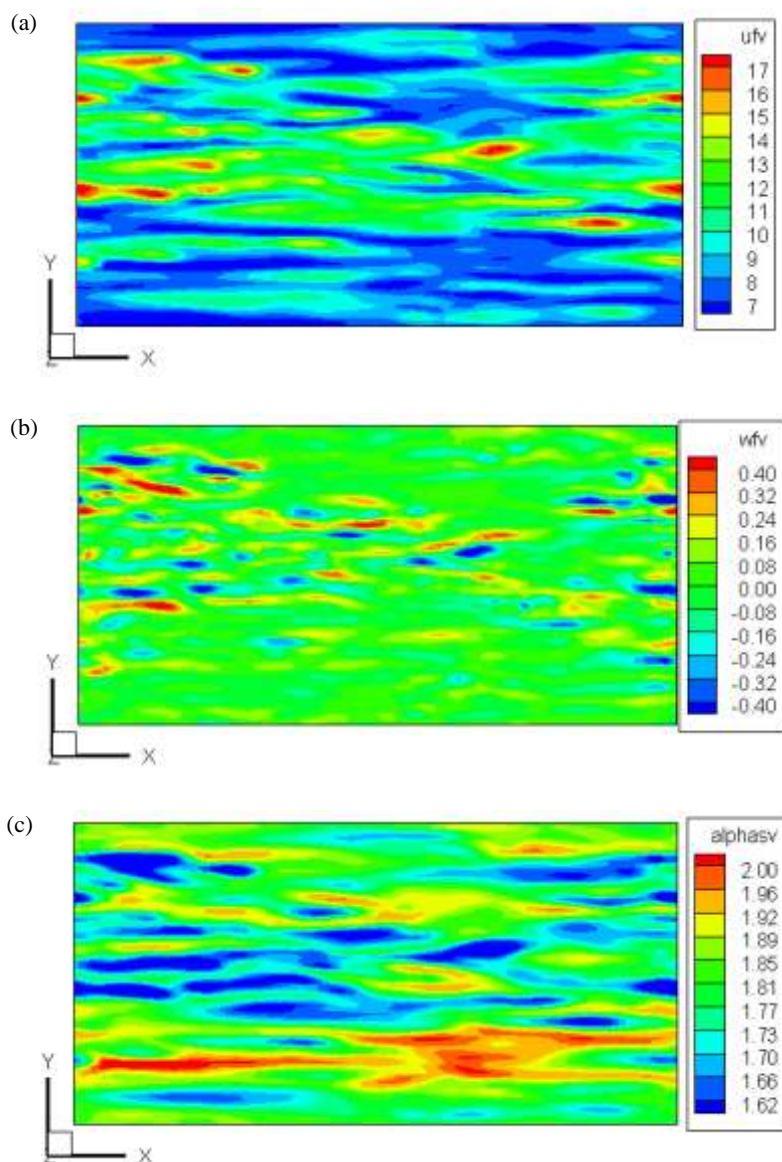 (a)
ufv
17
16
15
14
13
12
11
10
9
8
7
Y
Z
X
(b)
wfv
0.40
0.32
0.24
0.16
0.08
0.00
-0.08
-0.16
-0.24
-0.32
-0.40
Y
Z
X
(c)
alphasv
2.00
1.96
1.92
1.89
1.85
1.81
1.77
1.73
1.70
1.66
1.62
Y
Z
X